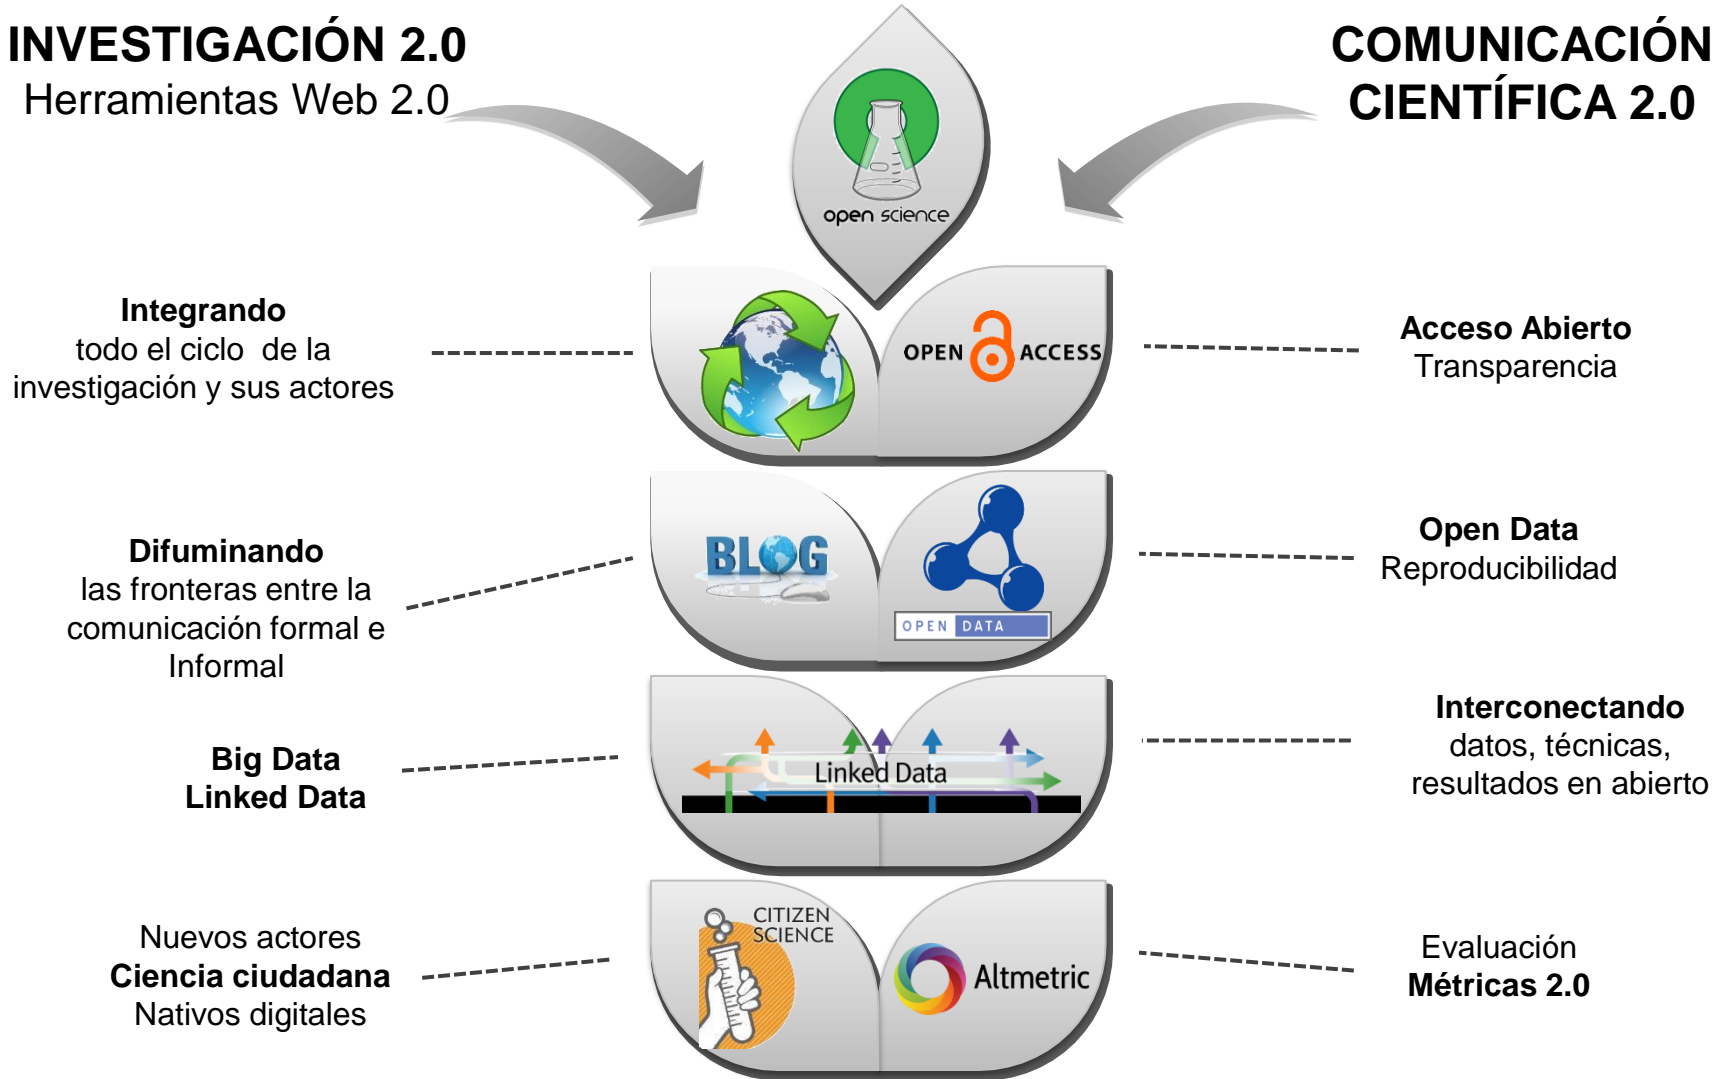 INVESTIGACIÓN 2.0
Herramientas Web 2.0
COMUNICACIÓN
CIENTÍFICA 2.0
open science
Integrando
todo el ciclo de la
investigación y sus actores
OPEN ACCESS
Acceso Abierto
Transparencia
Difuminando
las fronteras entre la
comunicación formal e
Informal
BLOG
OPEN DATA
Open Data
Reproducibilidad
Big Data
Linked Data
Linked Data
Interconectando
datos, técnicas,
resultados en abierto
Nuevos actores
Ciencia ciudadana
Nativos digitales
CITIZEN
SCIENCE
Altmetric
Evaluación
Métricas 2.0